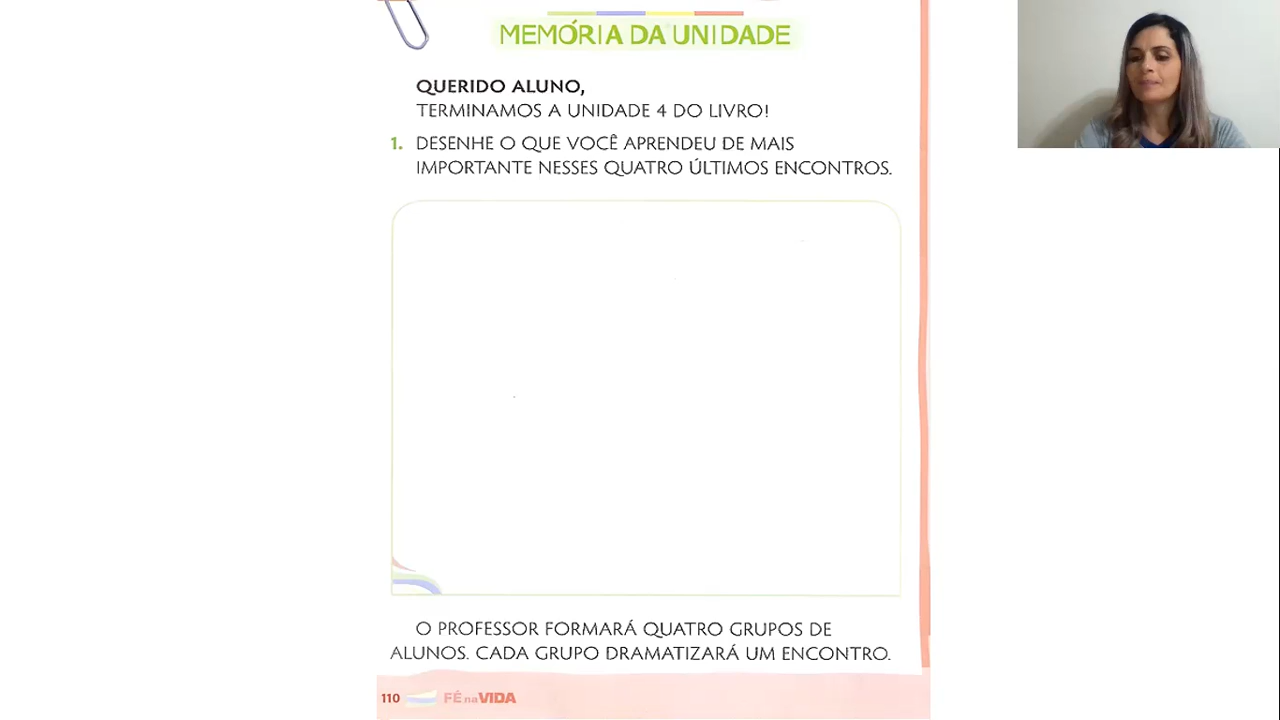 MEMÓRIA DA UNIDADE
QUERIDO ALUNO,
TERMINAMOS A UNIDADE 4 DO LIVRO!
1. DESENHE O QUE VOCÊ APRENDEU DE MAIS
IMPORTANTE NESSES QUATRO ÚLTIMOS ENCONTROS.
O PROFESSOR FORMARÁ QUATRO GRUPOS DE
ALUNOS. CADA GRUPO DRAMATIZARÁ UM ENCONTRO.
110 FÊ na VIDA